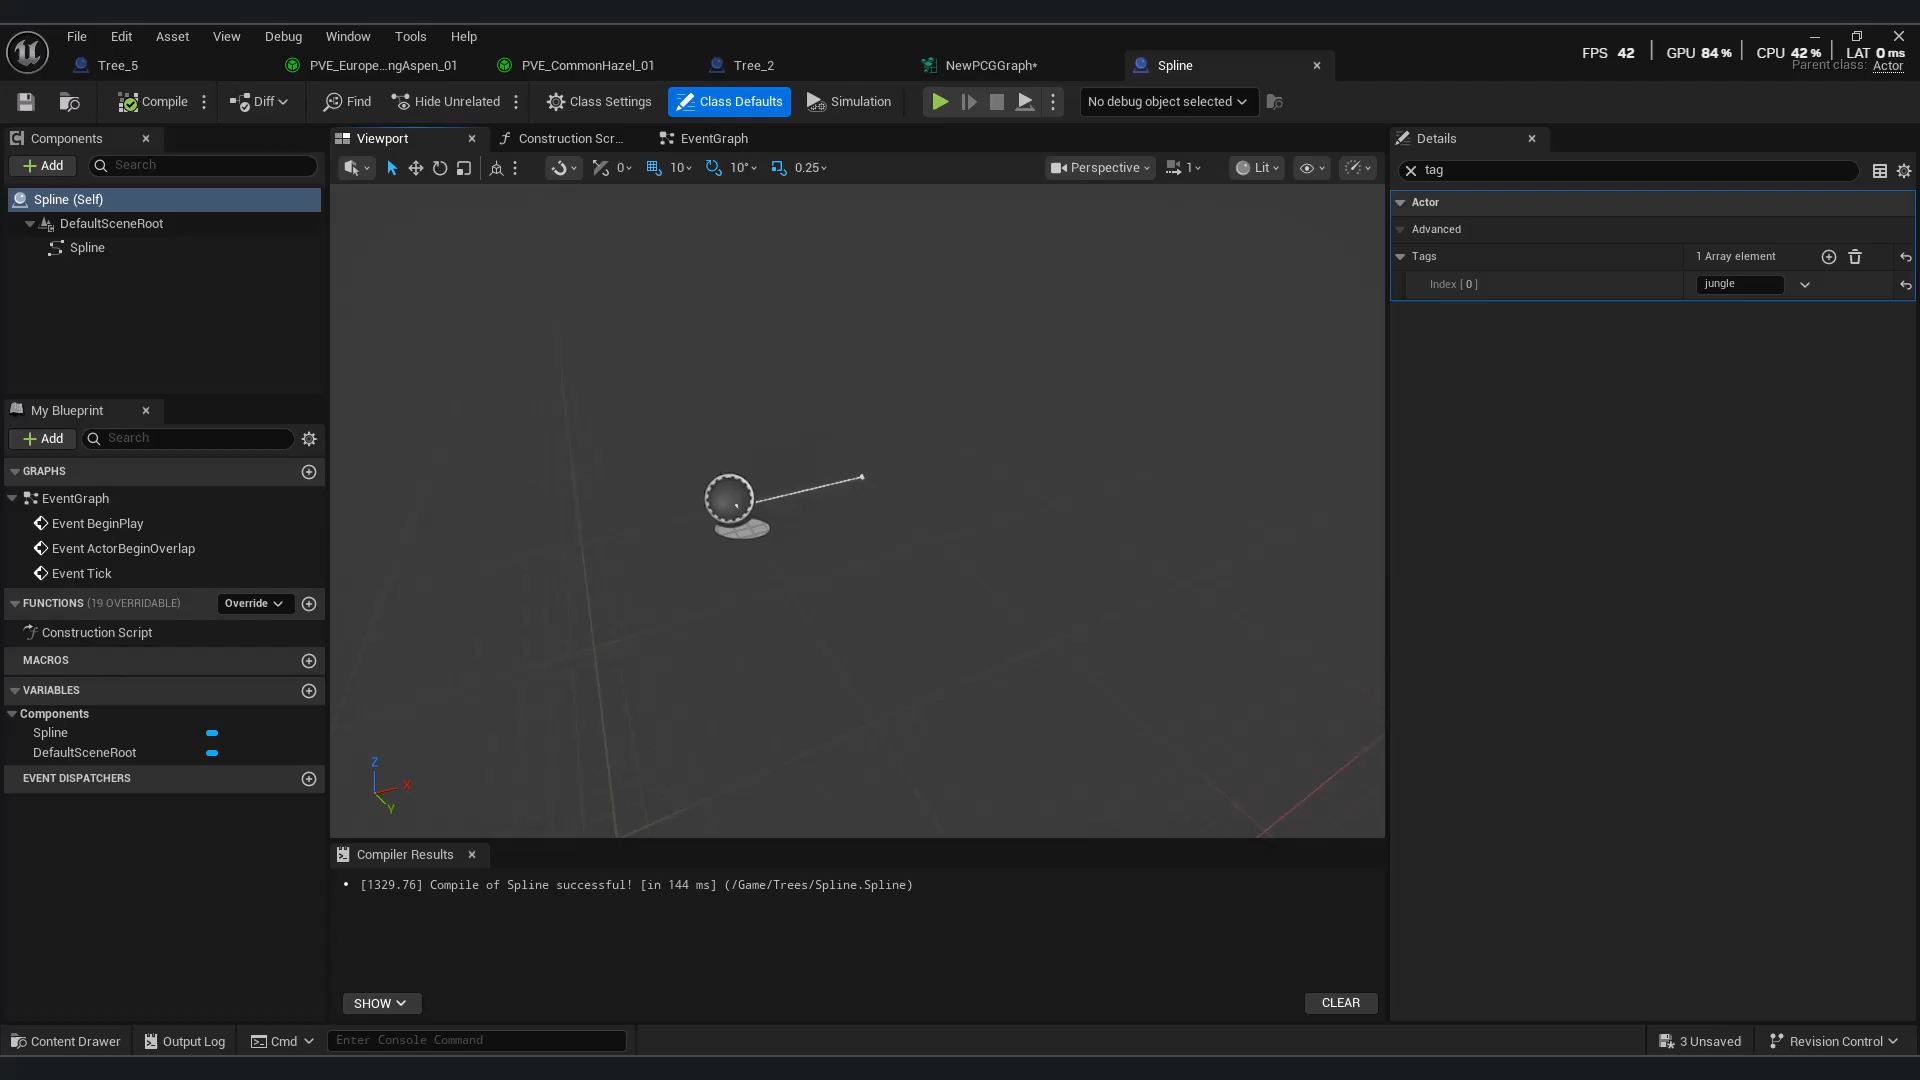 File Edit Asset View Debug Window Tools Help
FPS 42 GPU 84 % CPU 42 % LAT 0 ms
Tree_5 PVE_Europe...ngAspen_01 PVE_CommonHazel_01 Tree_2 NewPCGGraph* Spline
Parent class: Actor
Compile Diff Find Hide Unrelated Class Settings Class Defaults Simulation No debug object selected
Components
Add Search
Spline (Self)
DefaultSceneRoot
Spline
My Blueprint
Add Search
GRAPHS
EventGraph
Event BeginPlay
Event ActorBeginOverlap
Event Tick
FUNCTIONS (19 OVERRIDABLE) Override
Construction Script
MACROS
VARIABLES
Components
Spline
DefaultSceneRoot
EVENT DISPATCHERS
Viewport Construction Scr... EventGraph
0 10 10° 0.25 Perspective 1 Lit
Z
X
Y
Compiler Results
• [1329.76] Compile of Spline successful! [in 144 ms] (/Game/Trees/Spline.Spline)
SHOW CLEAR
Details
tag
Actor
Advanced
Tags 1 Array element
Index [ 0 ] jungle
Content Drawer Output Log Cmd Enter Console Command 3 Unsaved Revision Control